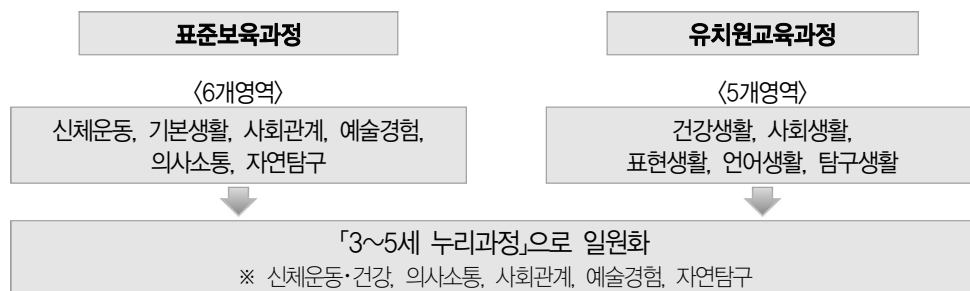 표준보육과정
유치원교육과정
〈6개영역〉
〈5개영역〉
신체운동, 기본생활, 사회관계, 예술경험,
의사소통, 자연탐구
건강생활, 사회생활,
표현생활, 언어생활, 탐구생활
「3～5세 누리과정」으로 일원화
※ 신체운동･건강, 의사소통, 사회관계, 예술경험, 자연탐구